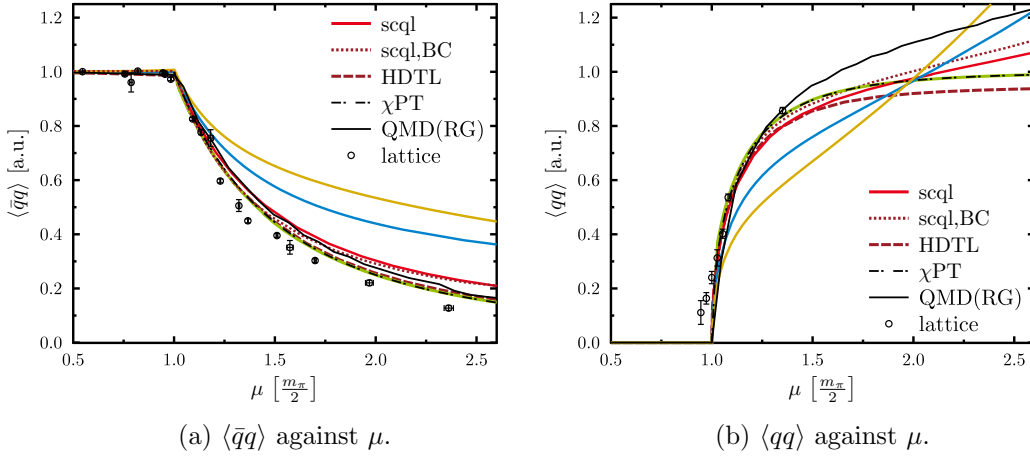 1.2
1.0
0.8
0.6
0.4
0.2
0.0
⟨q̄q⟩ [a.u.]
scql
scql,BC
HDTL
χPT
QMD(RG)
lattice
0.5 1.0 1.5 2.0 2.5
μ [mπ/2]
(a) ⟨q̄q⟩ against μ.
1.2
1.0
0.8
0.6
0.4
0.2
0.0
⟨qq⟩ [a.u.]
scql
scql,BC
HDTL
χPT
QMD(RG)
lattice
0.5 1.0 1.5 2.0 2.5
μ [mπ/2]
(b) ⟨qq⟩ against μ.